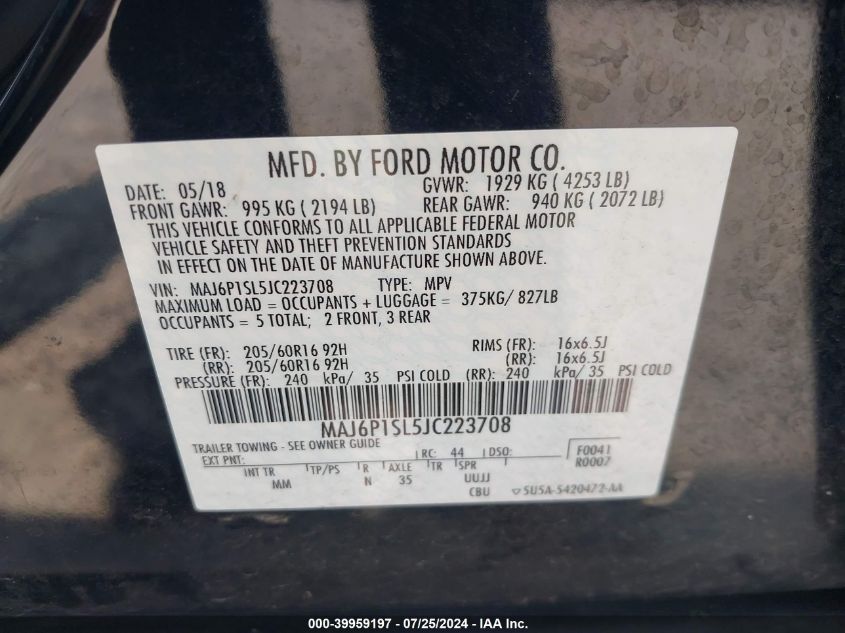 MFD. BY FORD MOTOR CO.
DATE: 05/18 GVWR: 1929 KG ( 4253 LB)
FRONT GAWR: 995 KG ( 2194 LB) REAR GAWR: 940 KG ( 2072 LB)
THIS VEHICLE CONFORMS TO ALL APPLICABLE FEDERAL MOTOR
VEHICLE SAFETY AND THEFT PREVENTION STANDARDS
IN EFFECT ON THE DATE OF MANUFACTURE SHOWN ABOVE.
VIN: MAJ6P1SL5JC223708 TYPE: MPV
MAXIMUM LOAD = OCCUPANTS + LUGGAGE = 375KG/ 827LB
OCCUPANTS = 5 TOTAL; 2 FRONT, 3 REAR
TIRE (FR): 205/60R16 92H RIMS (FR): 16x6.5J
(RR): 205/60R16 92H (RR): 16x6.5J
PRESSURE (FR): 240 kPa/ 35 PSI COLD (RR): 240 kPa/ 35 PSI COLD
MAJ6P1SL5JC223708
TRAILER TOWING - SEE OWNER GUIDE
EXT PNT: RC: 44 DSO: F0041
R0007
INT TR TP/PS R AXLE TR SPR
MM N 35 UUJJ
CBU 5U5A-5420472-AA
000-39959197 - 07/25/2024 - IAA Inc.